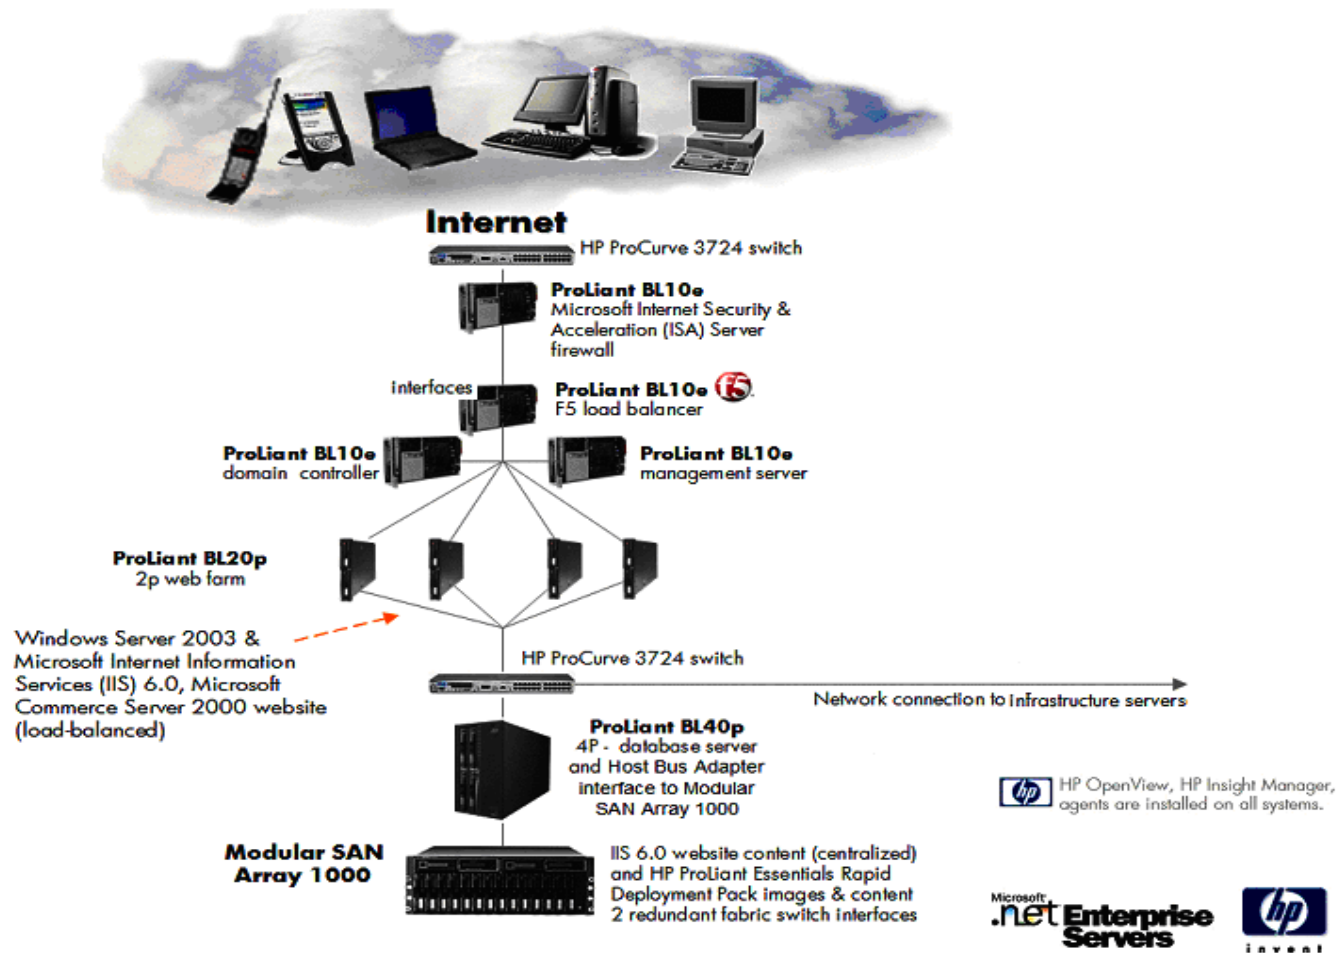 Internet
HP ProCurve 3724 switch
ProLiant BL10e
Microsoft Internet Security &
Acceleration (ISA) Server
firewall
interfaces
ProLiant BL10e f5
F5 load balancer
ProLiant BL10e
domain controller
ProLiant BL10e
management server
ProLiant BL20p
2p web farm
Windows Server 2003 &
Microsoft Internet Information
Services (IIS) 6.0, Microsoft
Commerce Server 2000 website
(load-balanced)
HP ProCurve 3724 switch
Network connection to infrastructure servers
ProLiant BL40p
4P - database server
and Host Bus Adapter
interface to Modular
SAN Array 1000
hp
HP OpenView, HP Insight Manager,
agents are installed on all systems.
Modular SAN
Array 1000
IIS 6.0 website content (centralized)
and HP ProLiant Essentials Rapid
Deployment Pack images & content
2 redundant fabric switch interfaces
Microsoft
.net Enterprise
Servers
hp
invent